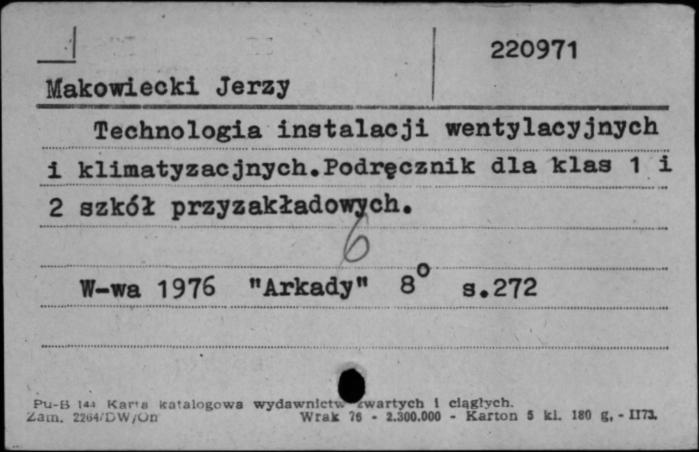 220971
Makowiecki Jerzy
Technologia instalacji wentylacyjnych
i klimatyzacjnych.Podręcznik dla klas 1 i
2 szkół przyzakładowych.
6
W-wa 1976 "Arkady" 8° s.272
Pu-B 144 Karta katalogowa wydawnictw zwartych i ciągłych.
Zam. 2264/DW/On Wrak 76 - 2.300.000 - Karton 5 kl. 180 g. - II73.